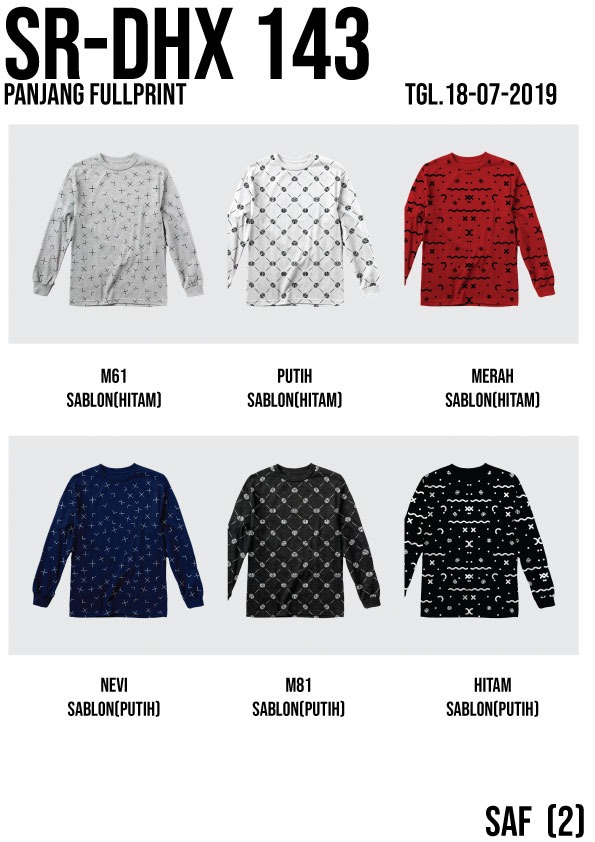 SR-DHX 143
PANJANG FULLPRINT
TGL.18-07-2019
M61
SABLON(HITAM)
PUTIH
SABLON(HITAM)
MERAH
SABLON(HITAM)
NEVI
SABLON(PUTIH)
M81
SABLON(PUTIH)
HITAM
SABLON(PUTIH)
SAF (2)